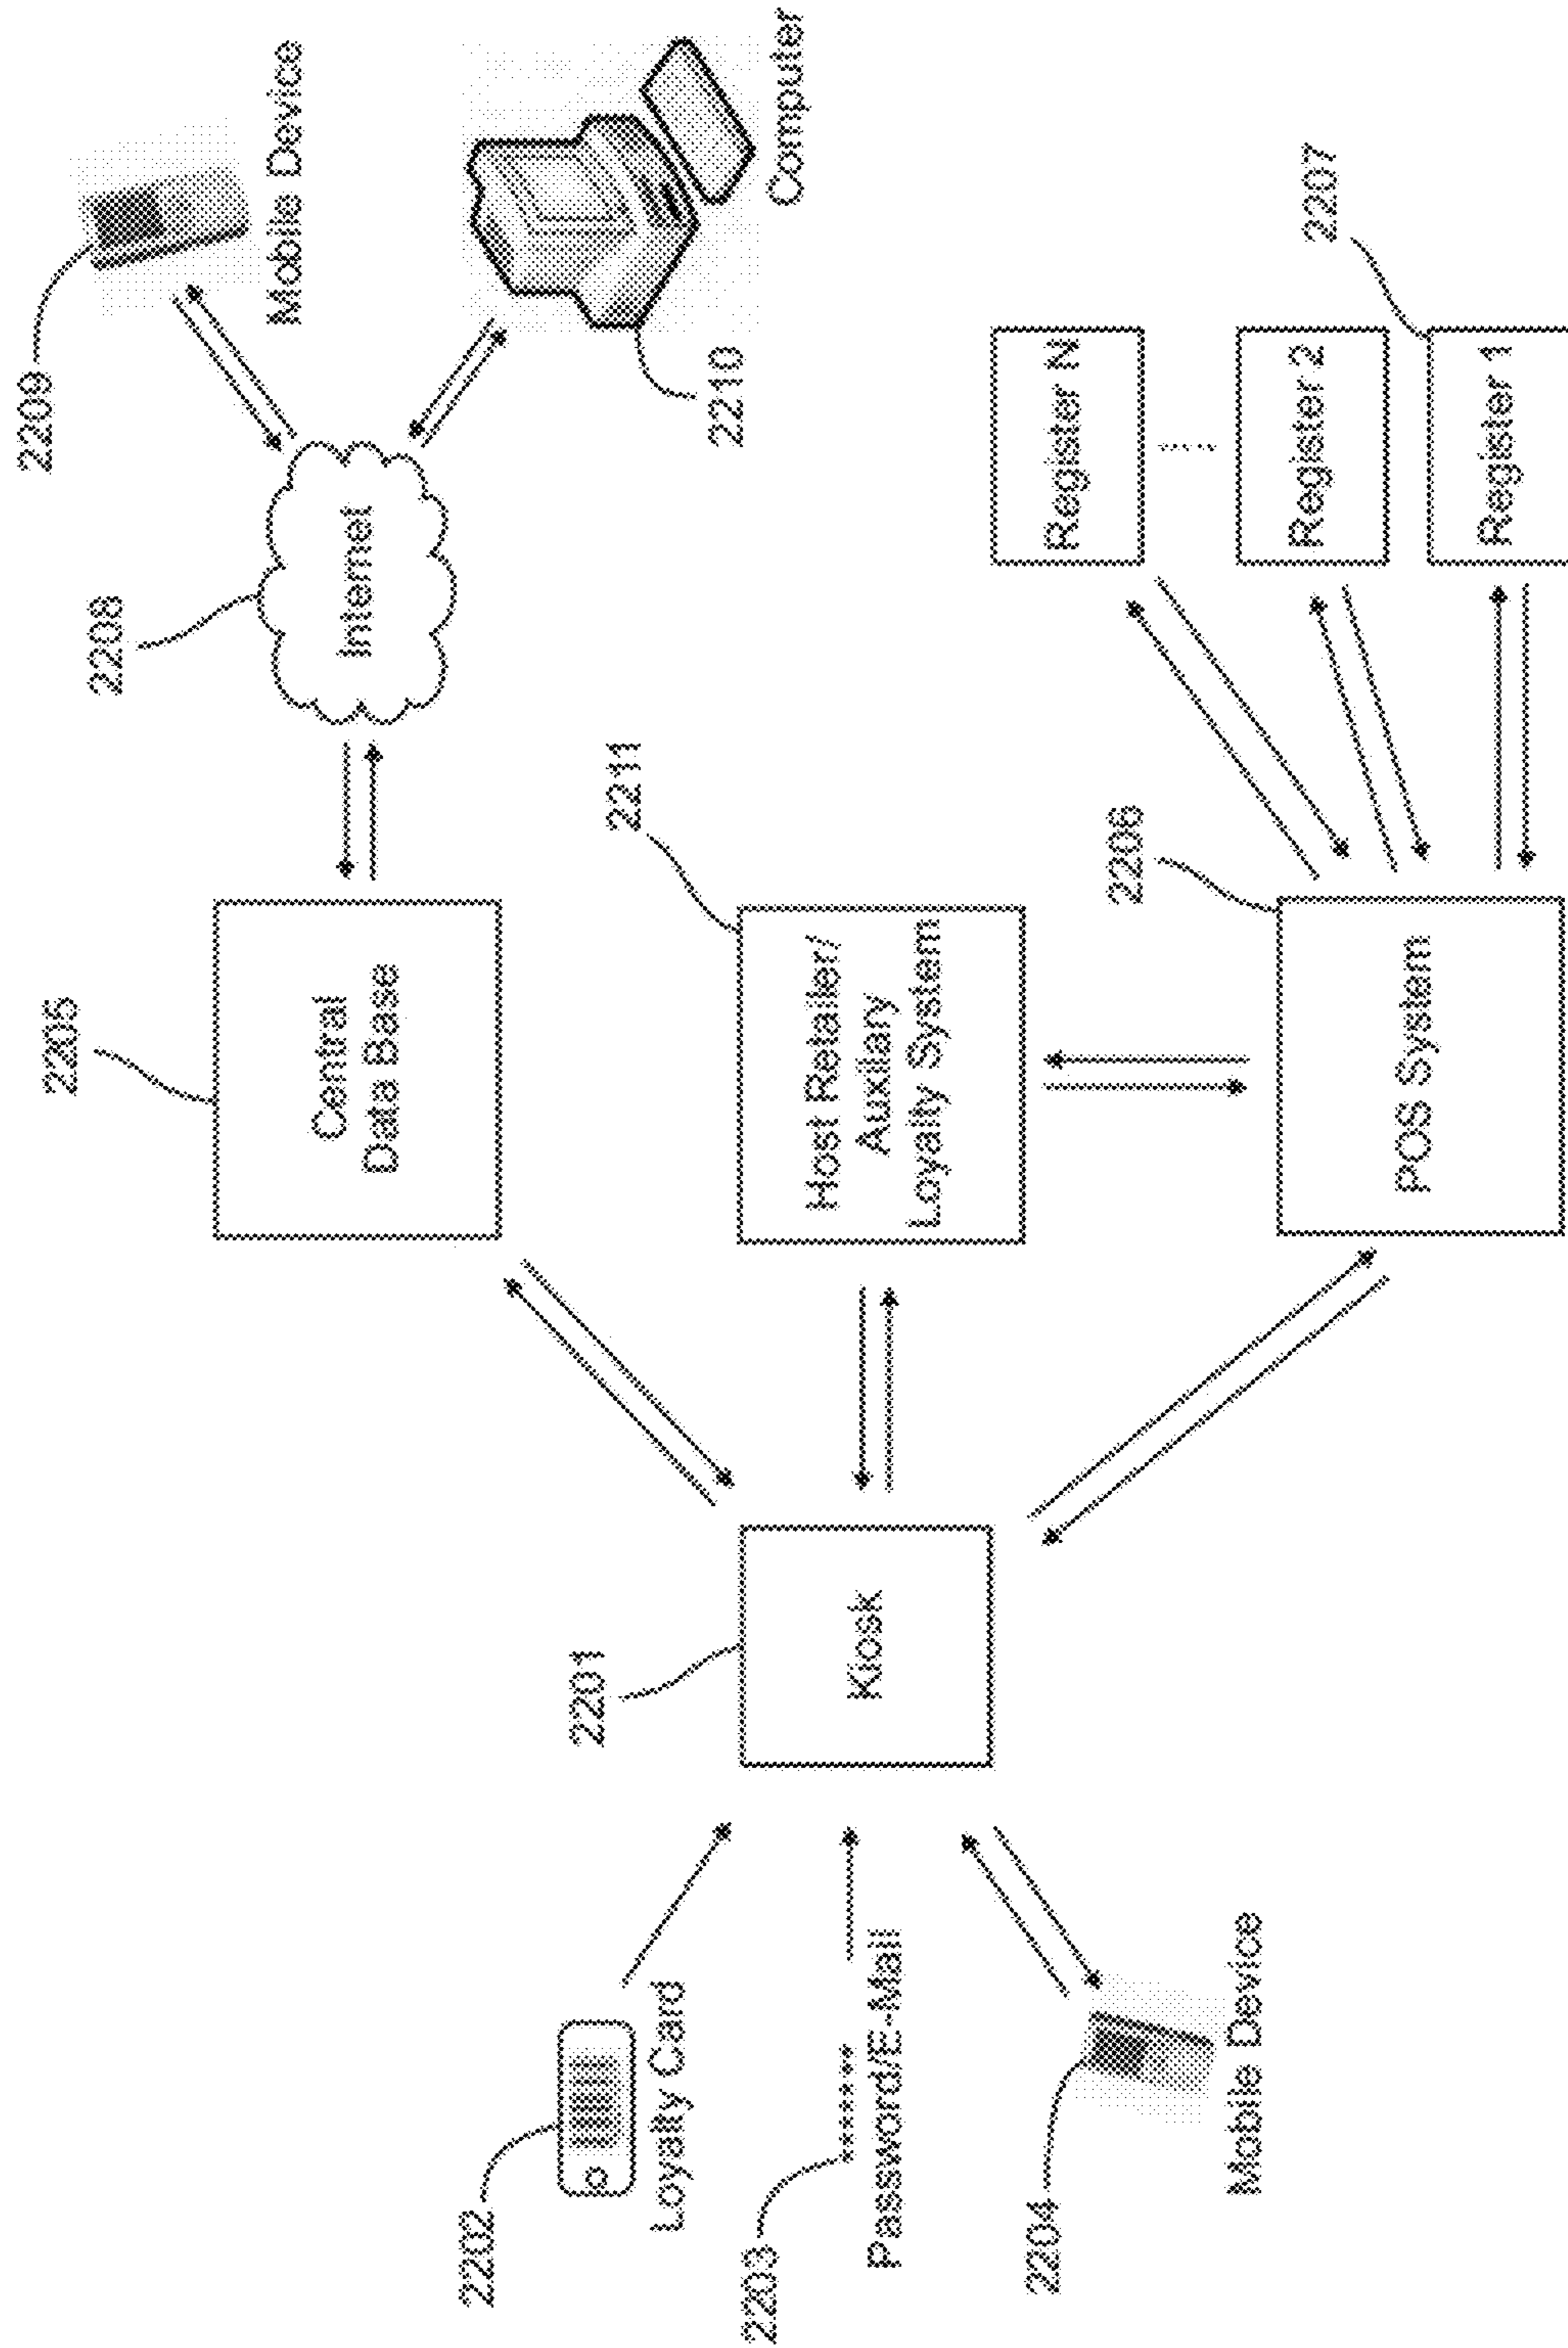 2209
Mobile Device
2208
Internet
2210
Computer
2205
Central
Data Base
2211
Host Retailer/
Auxiliary
Loyalty System
2206
POS System
Register N
Register 2
2207
Register 1
2201
Kiosk
2202
Loyalty Card
2203
******
Password/E-Mail
2204
Mobile Device